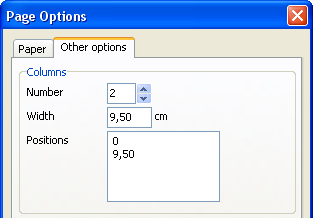 Page Options
Paper
Other options
Columns
Number 2
Width 9,50 cm
Positions 0
9,50